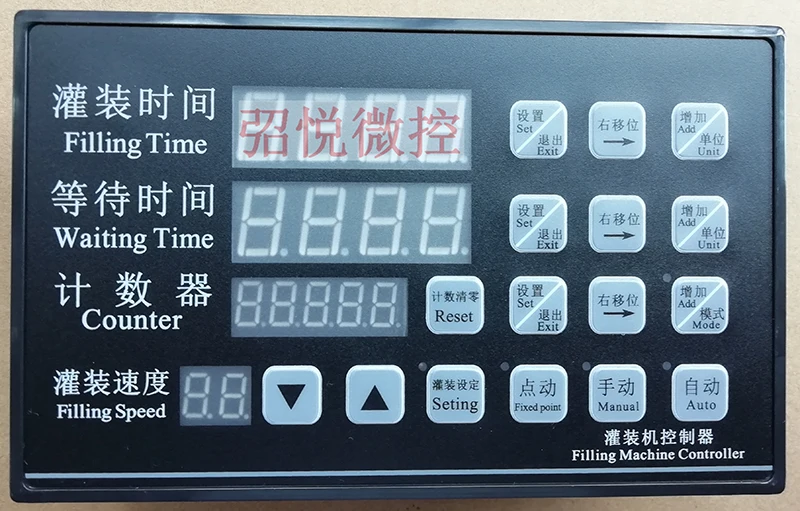 灌装时间
Filling Time
弨悦微控
设置
Set
退出
Exit
右移位
增加
Add
单位
Unit
等待时间
Waiting Time
设置
Set
退出
Exit
右移位
增加
Add
单位
Unit
计数器
Counter
计数清零
Reset
设置
Set
退出
Exit
右移位
增加
Add
模式
Mode
灌装速度
Filling Speed
灌装设定
Seting
点动
Fixed point
手动
Manual
自动
Auto
灌装机控制器
Filling Machine Controller